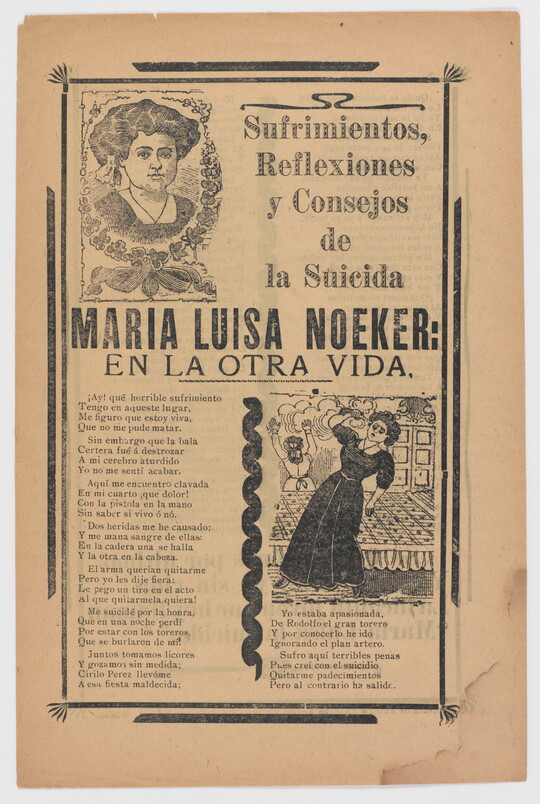 Sufrimientos,
Reflexiones
y Consejos
de
la Suicida
MARIA LUISA NOEKER:
EN LA OTRA VIDA.
¡Ay! qué horrible sufrimiento
Tengo en aqueste lugar,
Me figuro que estoy viva,
Que no me pude matar.
Sin embargo que la bala
Certera fué á destrozar
A mi cerebro aturdido
Yo no me sentí acabar.
Aquí me encuentro clavada
En mi cuarto ¡que dolor!
Con la pistola en la mano
Sin saber si vivo ó nó.
Dos heridas me he causado;
Y me mana sangre de ellas:
En la cadera una se halla
Y la otra en la cabeza.
El arma querian quitarme
Pero yo les dije fiera:
Le pego un tiro en el acto
Al que quitarmela quiera!
Me suicidé por la honra,
Que en una noche perdí
Por estar con los toreros,
Que se burlaron de mí!
Juntos tomamos licores
Y gozamos sin medida;
Cirilo Perez llevóme
A esa fiesta maldecida;
Yo estaba apasionada,
De Rodolfo el gran torero
Y por conocerlo he ido
Ignorando el plan artero.
Sufro aquí terribles penas
Pues creí con el suicidio
Quitarme padecimientos
Pero al contrario ha salido.